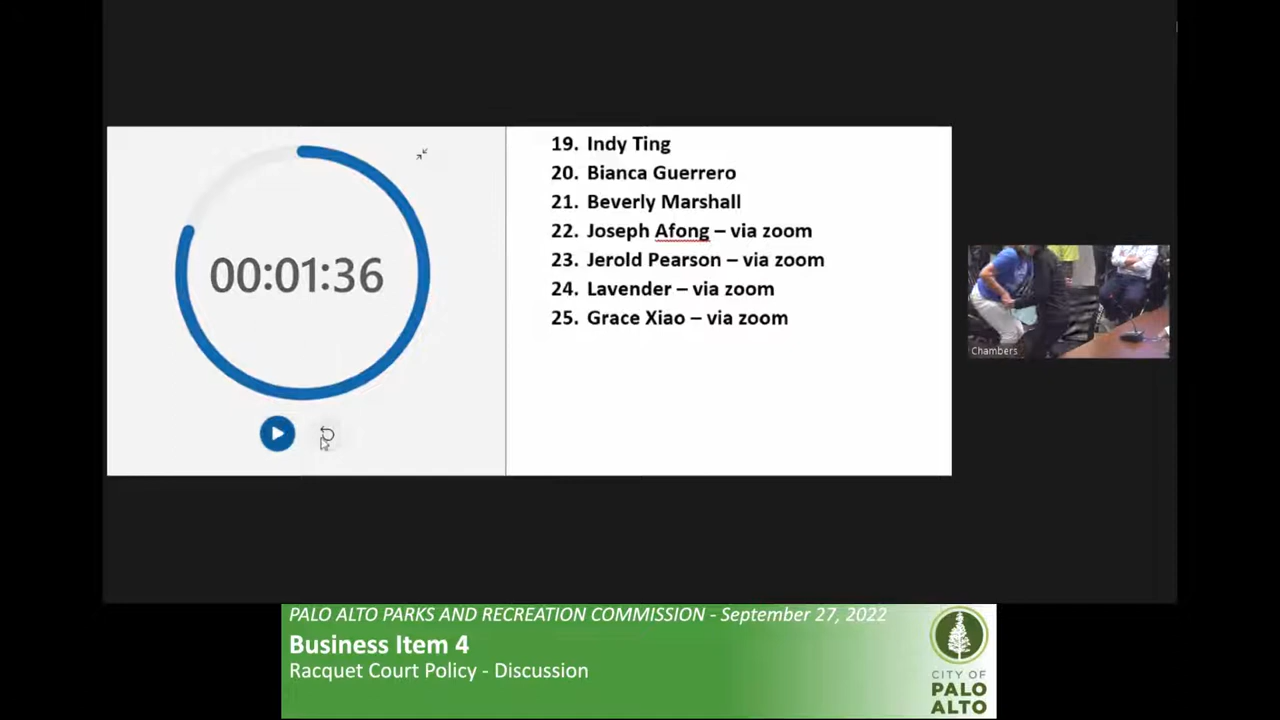 00:01:36
19. Indy Ting
20. Bianca Guerrero
21. Beverly Marshall
22. Joseph Afong – via zoom
23. Jerold Pearson – via zoom
24. Lavender – via zoom
25. Grace Xiao – via zoom
Chambers
PALO ALTO PARKS AND RECREATION COMMISSION - September 27, 2022
Business Item 4
Racquet Court Policy - Discussion
CITY OF
PALO
ALTO